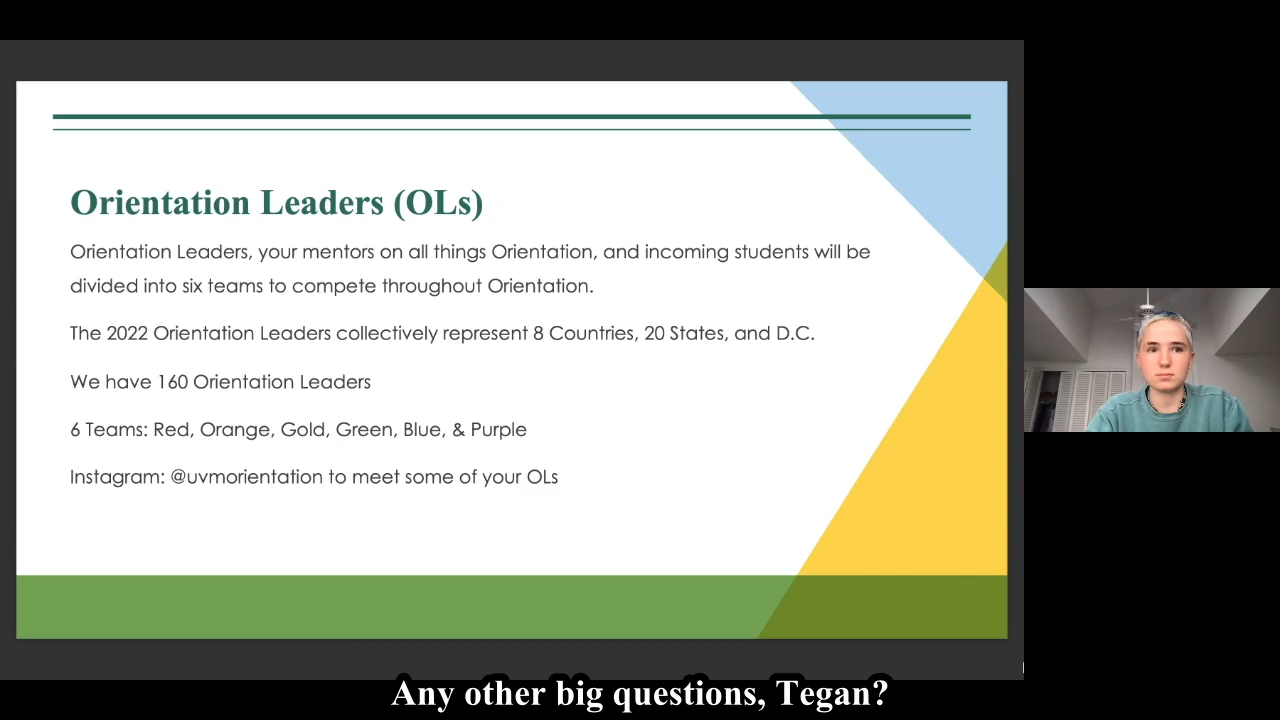 Orientation Leaders (OLs)
Orientation Leaders, your mentors on all things Orientation, and incoming students will be
divided into six teams to compete throughout Orientation.
The 2022 Orientation Leaders collectively represent 8 Countries, 20 States, and D.C.
We have 160 Orientation Leaders
6 Teams: Red, Orange, Gold, Green, Blue, & Purple
Instagram: @uvmorientation to meet some of your OLs
Any other big questions, Tegan?